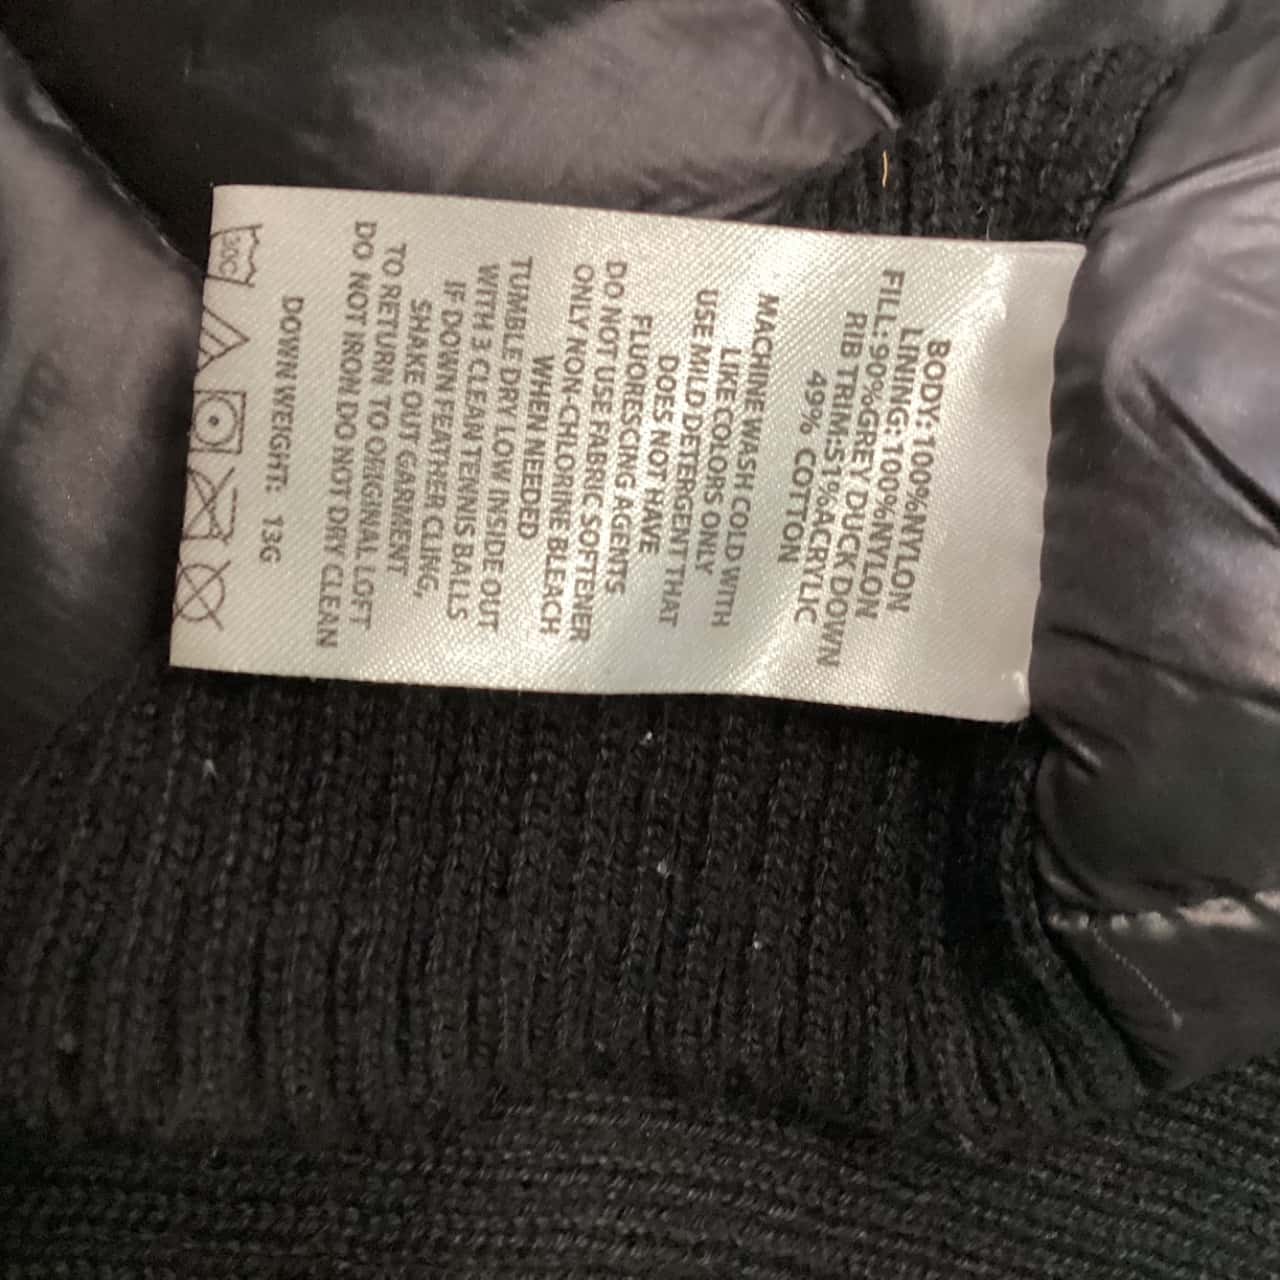 BODY:100%NYLON
LINING:100%NYLON
FILL:90%GREY DUCK DOWN
RIB TRIM:51%ACRYLIC
49% COTTON
MACHINE WASH COLD WITH
LIKE COLORS ONLY
USE MILD DETERGENT THAT
DOES NOT HAVE
FLUORESCING AGENTS
DO NOT USE FABRIC SOFTENER
ONLY NON-CHLORINE BLEACH
WHEN NEEDED
TUMBLE DRY LOW INSIDE OUT
WITH 3 CLEAN TENNIS BALLS
IF DOWN FEATHER CLING,
SHAKE OUT GARMENT
TO RETURN TO ORIGINAL LOFT
DO NOT IRON DO NOT DRY CLEAN
DOWN WEIGHT: 13G
30C